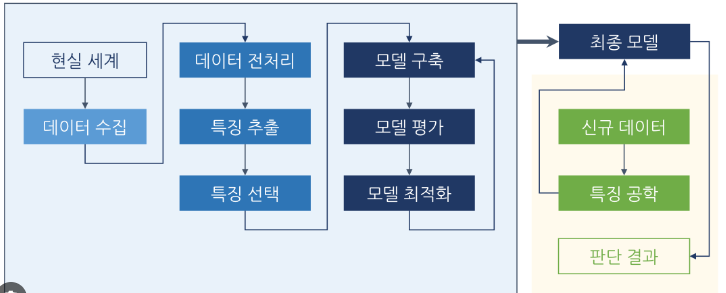 현실 세계
데이터 수집
데이터 전처리
특징 추출
특징 선택
모델 구축
모델 평가
모델 최적화
최종 모델
신규 데이터
특징 공학
판단 결과